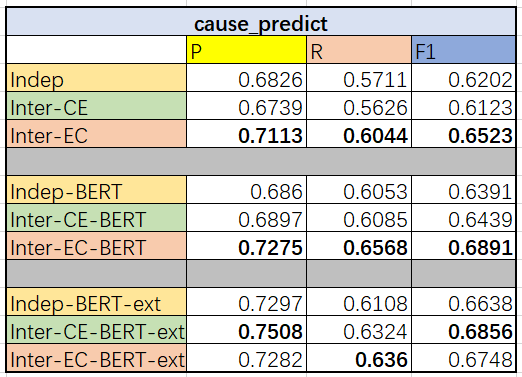 cause_predict
P R F1
Indep 0.6826 0.5711 0.6202
Inter-CE 0.6739 0.5626 0.6123
Inter-EC 0.7113 0.6044 0.6523
Indep-BERT 0.686 0.6053 0.6391
Inter-CE-BERT 0.6897 0.6085 0.6439
Inter-EC-BERT 0.7275 0.6568 0.6891
Indep-BERT-ext 0.7297 0.6108 0.6638
Inter-CE-BERT-ext 0.7508 0.6324 0.6856
Inter-EC-BERT-ext 0.7282 0.636 0.6748